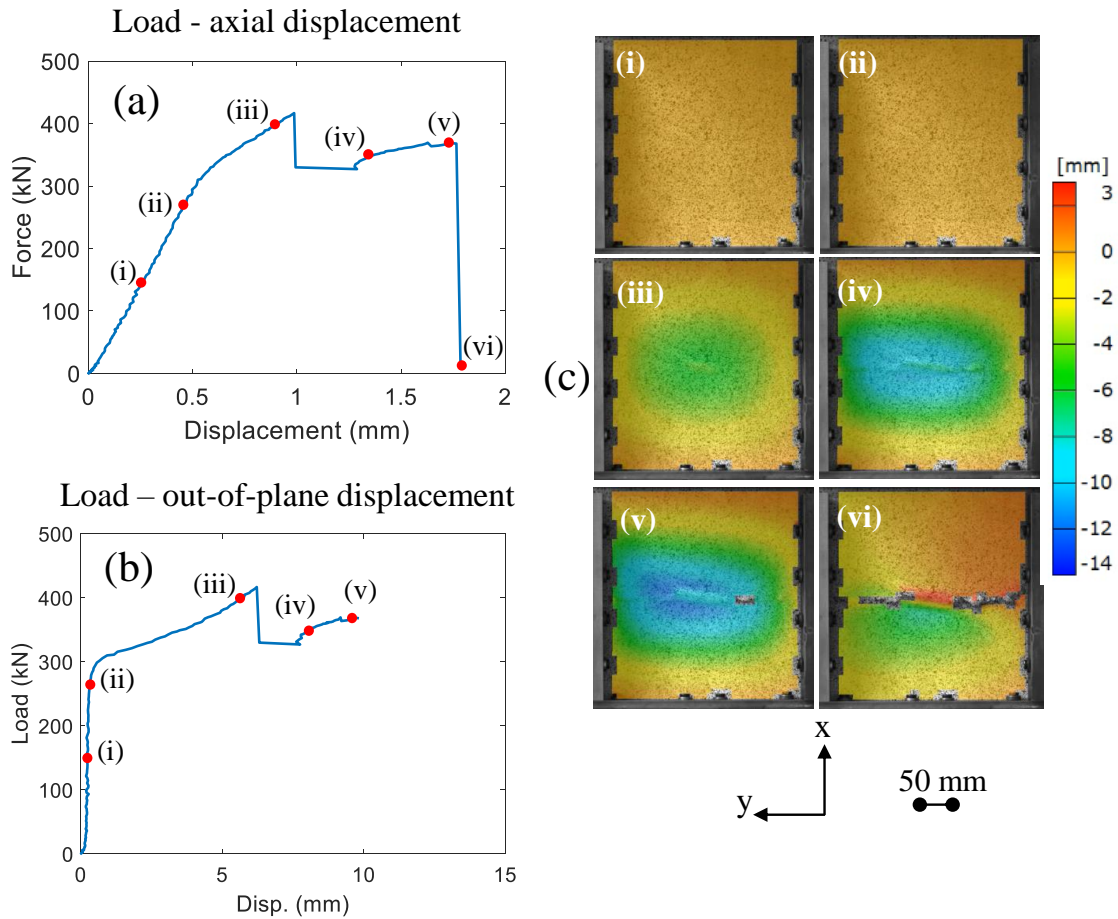 Load - axial displacement
500
400
300
200
100
0
Force (kN)
(a)
(i)
(ii)
(iii)
(iv)
(v)
(vi)
0
0.5
1
1.5
2
Displacement (mm)
Load – out-of-plane displacement
500
400
300
200
100
0
Load (kN)
(b)
(i)
(ii)
(iii)
(iv)
(v)
0
5
10
15
Disp. (mm)
(c)
(i)
(ii)
(iii)
(iv)
(v)
(vi)
[mm]
3
2
0
-2
-4
-6
-8
-10
-12
-14
x
y
50 mm